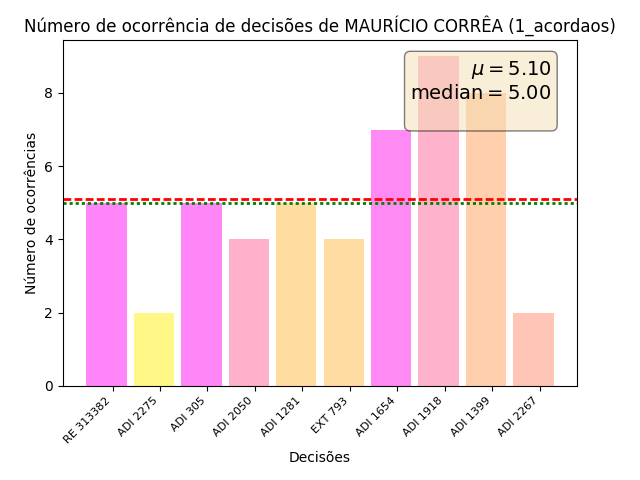 Número de ocorrência de decisões de MAURÍCIO CORRÊA (1_acordaos)
μ = 5.10
median = 5.00
Número de ocorrências
8
6
4
2
0
RE 313382
ADI 2275
ADI 305
ADI 2050
ADI 1281
EXT 793
ADI 1654
ADI 1918
ADI 1399
ADI 2267
Decisões